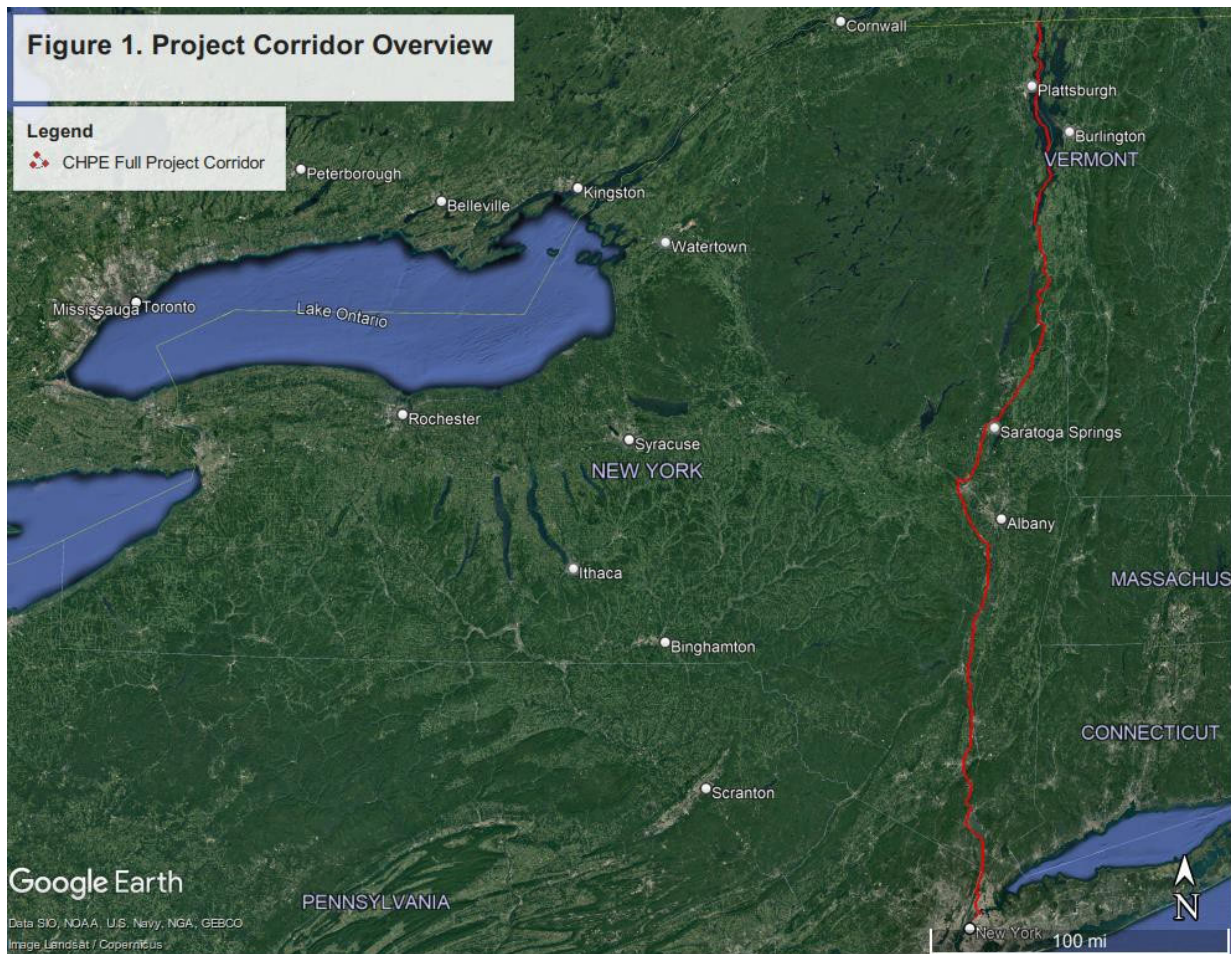 Figure 1. Project Corridor Overview
Legend
CHPE Full Project Corridor
Cornwall
Plattsburgh
Burlington
VERMONT
Peterborough
Belleville
Kingston
Watertown
Mississauga
Toronto
Lake Ontario
Rochester
Syracuse
NEW YORK
Saratoga Springs
Albany
Ithaca
MASSACHUS
Binghamton
CONNECTICUT
Scranton
Google Earth
PENNSYLVANIA
Data SIO, NOAA, U.S. Navy, NGA, GEBCO
Image Landsat / Copernicus
N
New York
100 mi